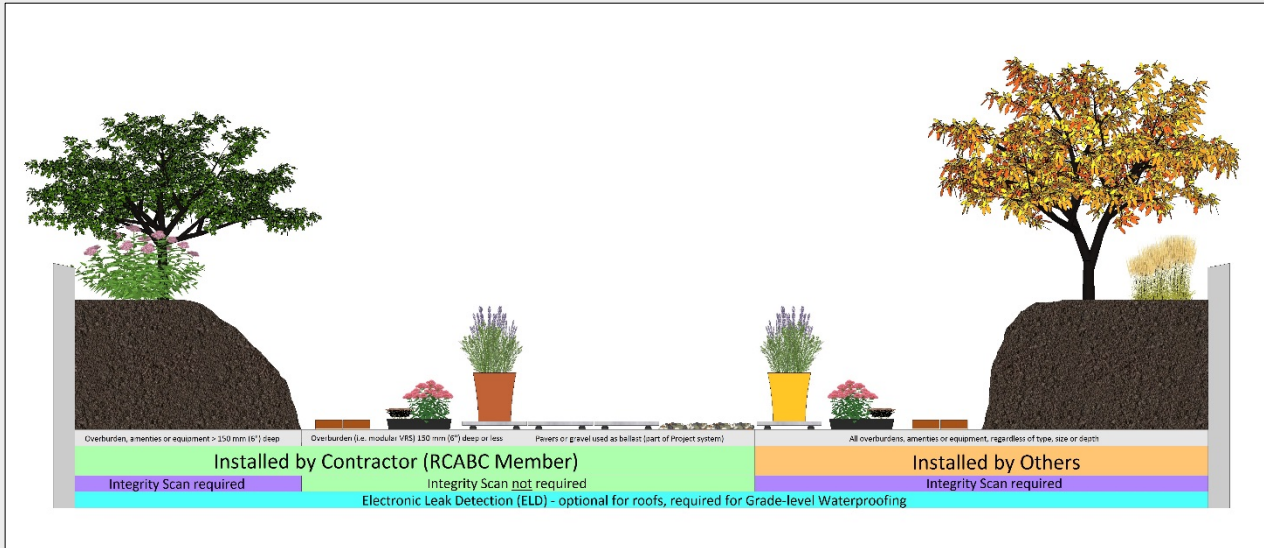 Overburden, amenities or equipment > 150 mm (6") deep
Overburden (i.e. modular VRS) 150 mm (6") deep or less
Pavers or gravel used as ballast (part of Project system)
All overburdens, amenities or equipment, regardless of type, size or depth
Installed by Contractor (RCABC Member)
Installed by Others
Integrity Scan required
Integrity Scan not required
Integrity Scan required
Electronic Leak Detection (ELD) - optional for roofs, required for Grade-level Waterproofing